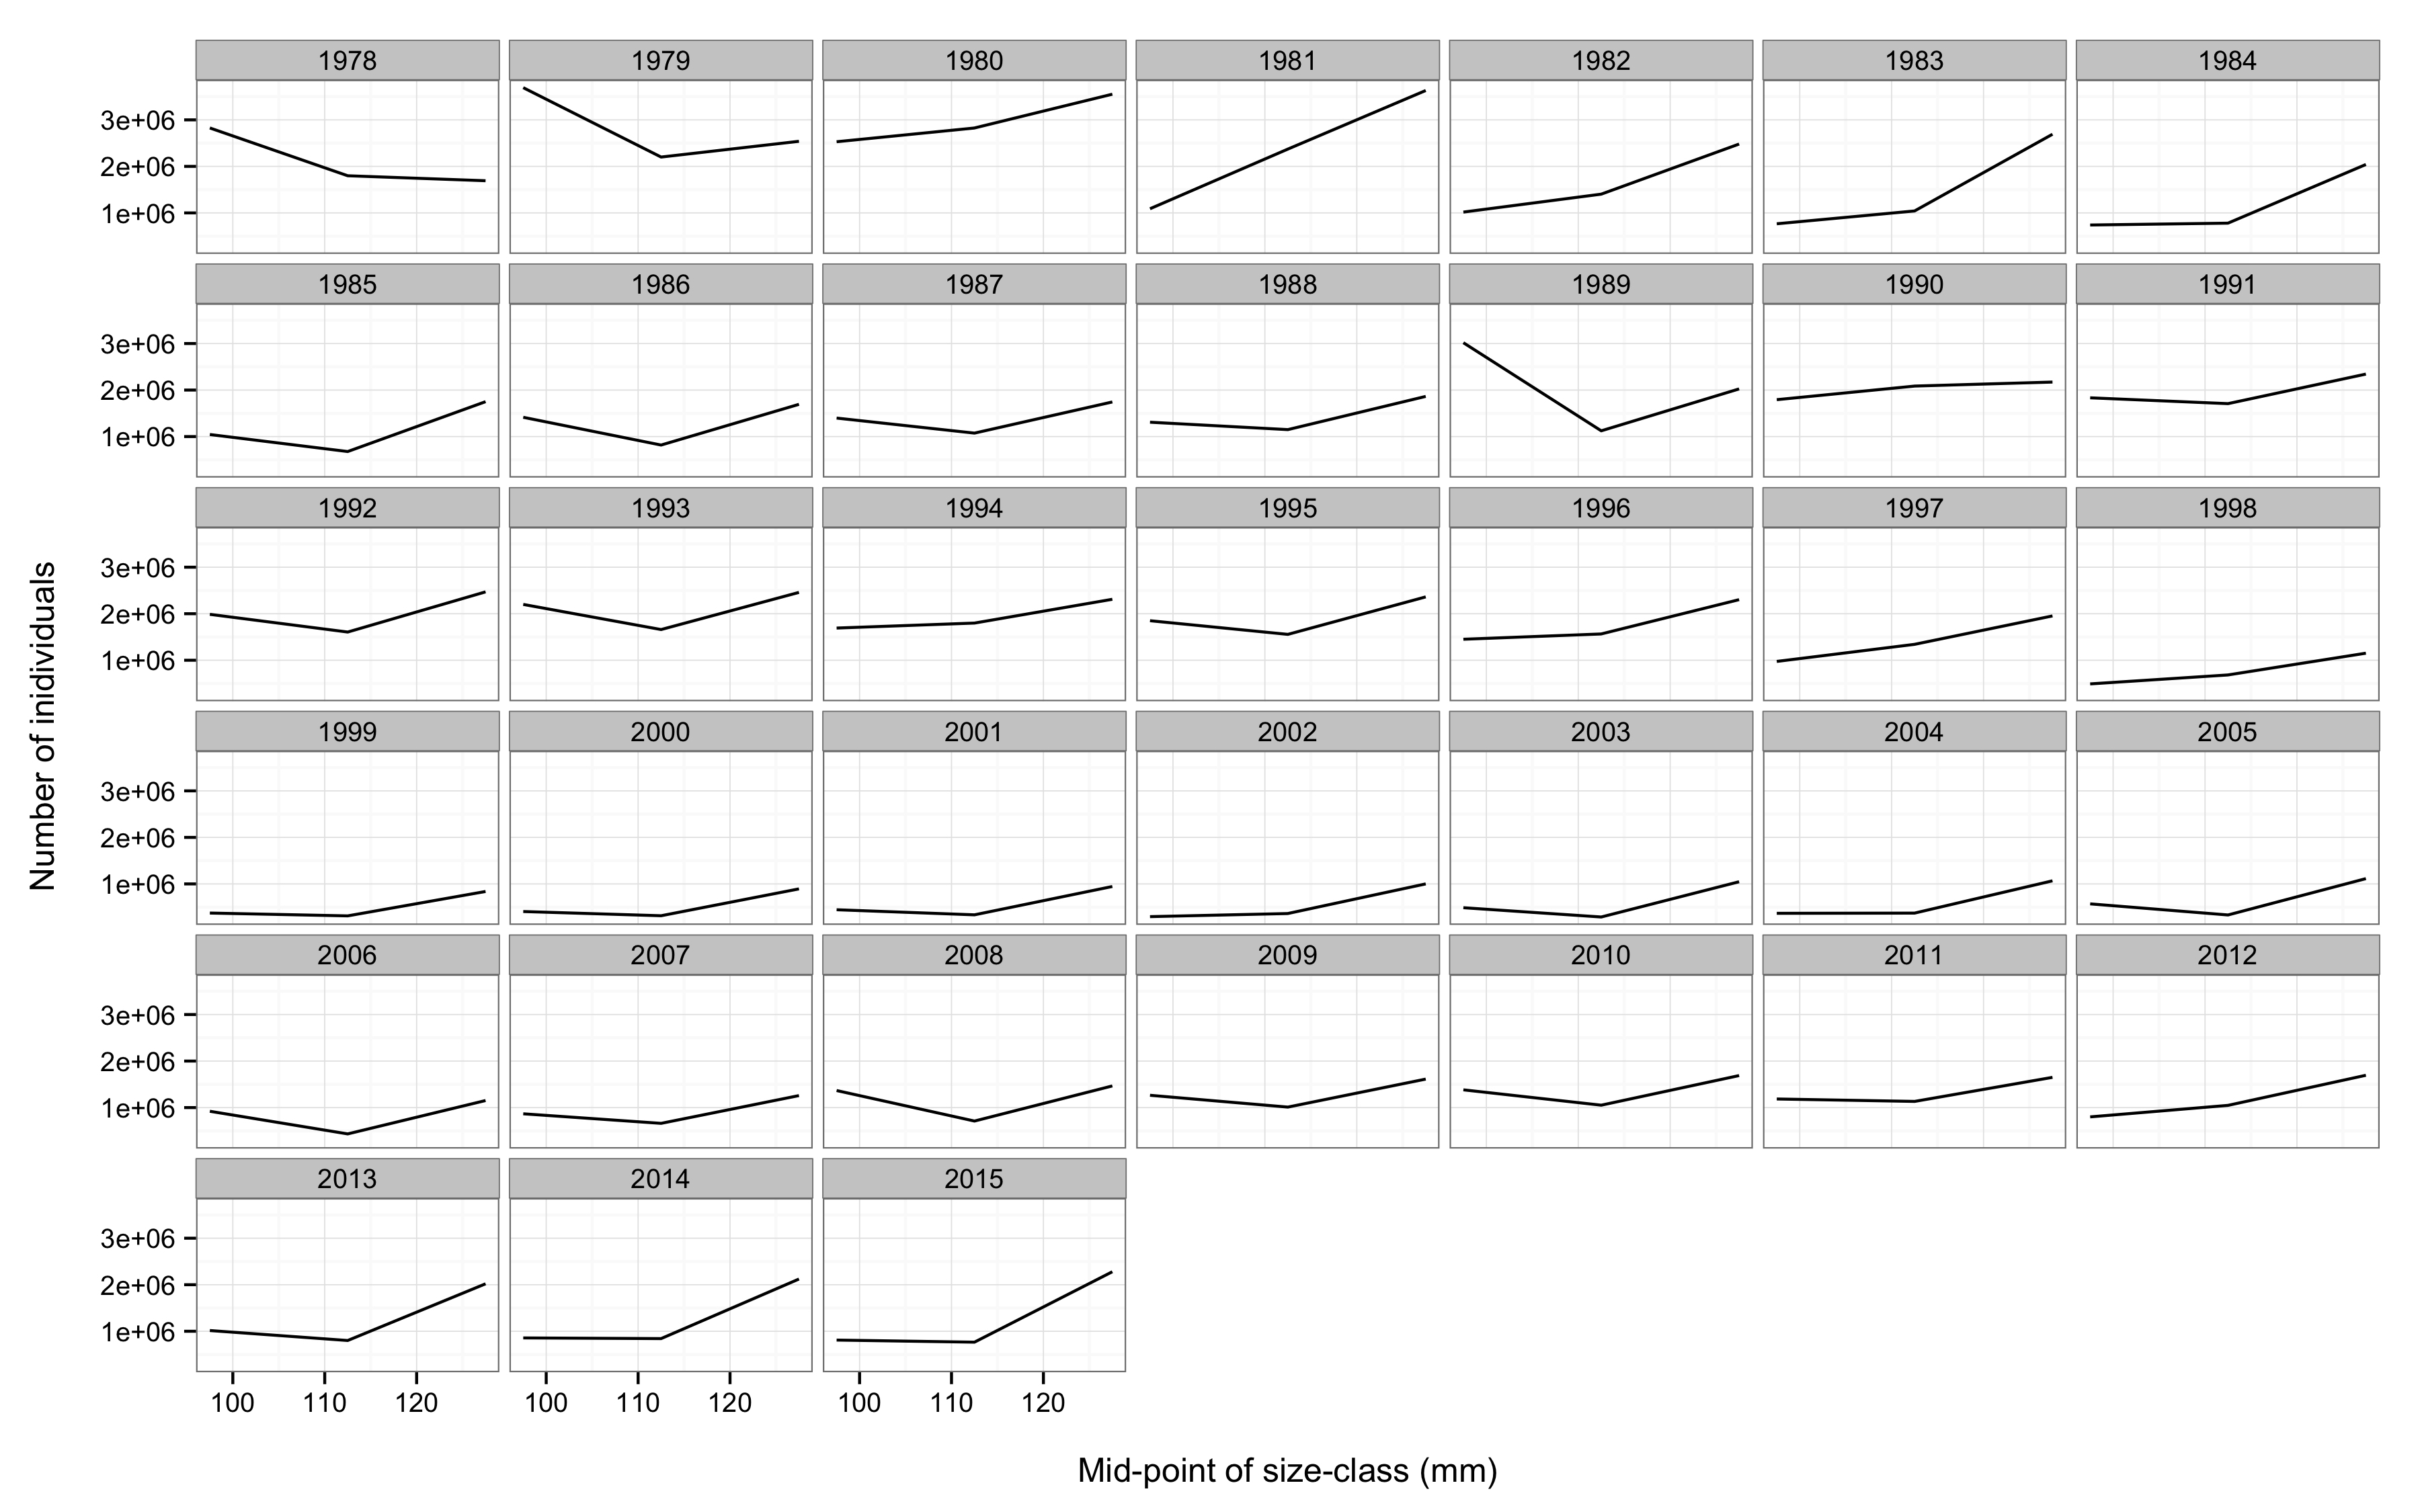 1978 1979 1980 1981 1982 1983 1984
3e+06
2e+06
1e+06
1985 1986 1987 1988 1989 1990 1991
3e+06
2e+06
1e+06
1992 1993 1994 1995 1996 1997 1998
3e+06
2e+06
1e+06
1999 2000 2001 2002 2003 2004 2005
3e+06
2e+06
1e+06
2006 2007 2008 2009 2010 2011 2012
3e+06
2e+06
1e+06
2013 2014 2015
3e+06
2e+06
1e+06
100 110 120 100 110 120 100 110 120
Number of inidividuals
Mid-point of size-class (mm)